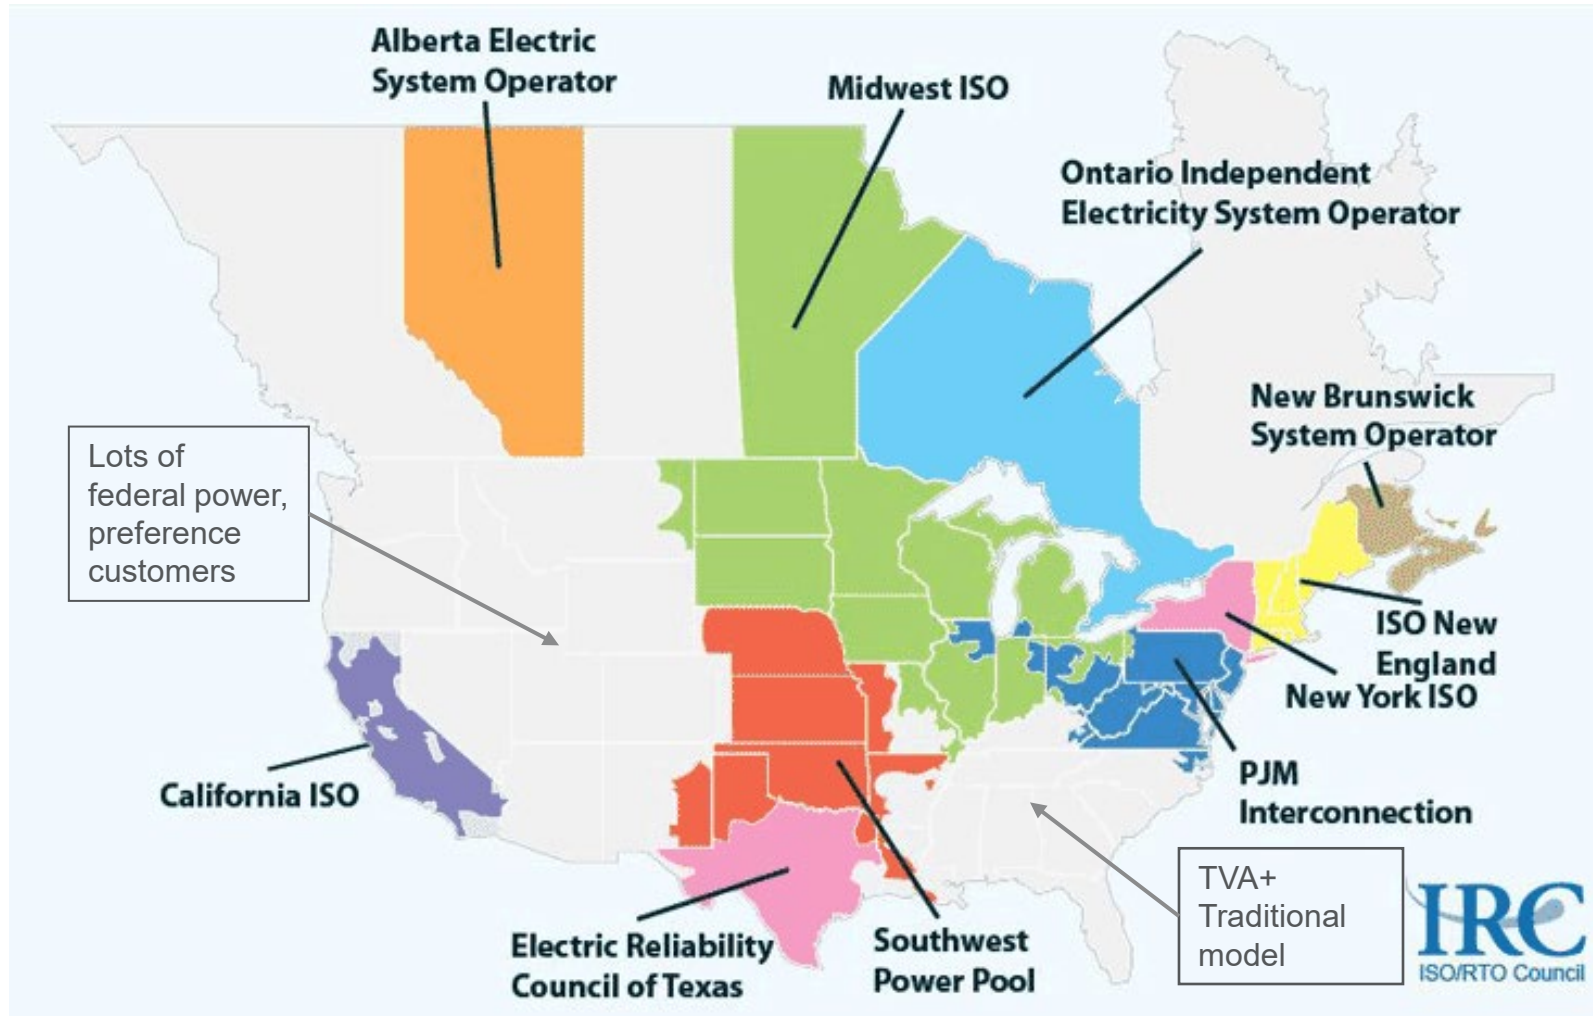 Alberta Electric
System Operator
Midwest ISO
Ontario Independent
Electricity System Operator
New Brunswick
System Operator
Lots of
federal power,
preference
customers
ISO New
England
New York ISO
California ISO
PJM
Interconnection
TVA+
Traditional
model
Electric Reliability
Council of Texas
Southwest
Power Pool
IRC
ISO/RTO Council